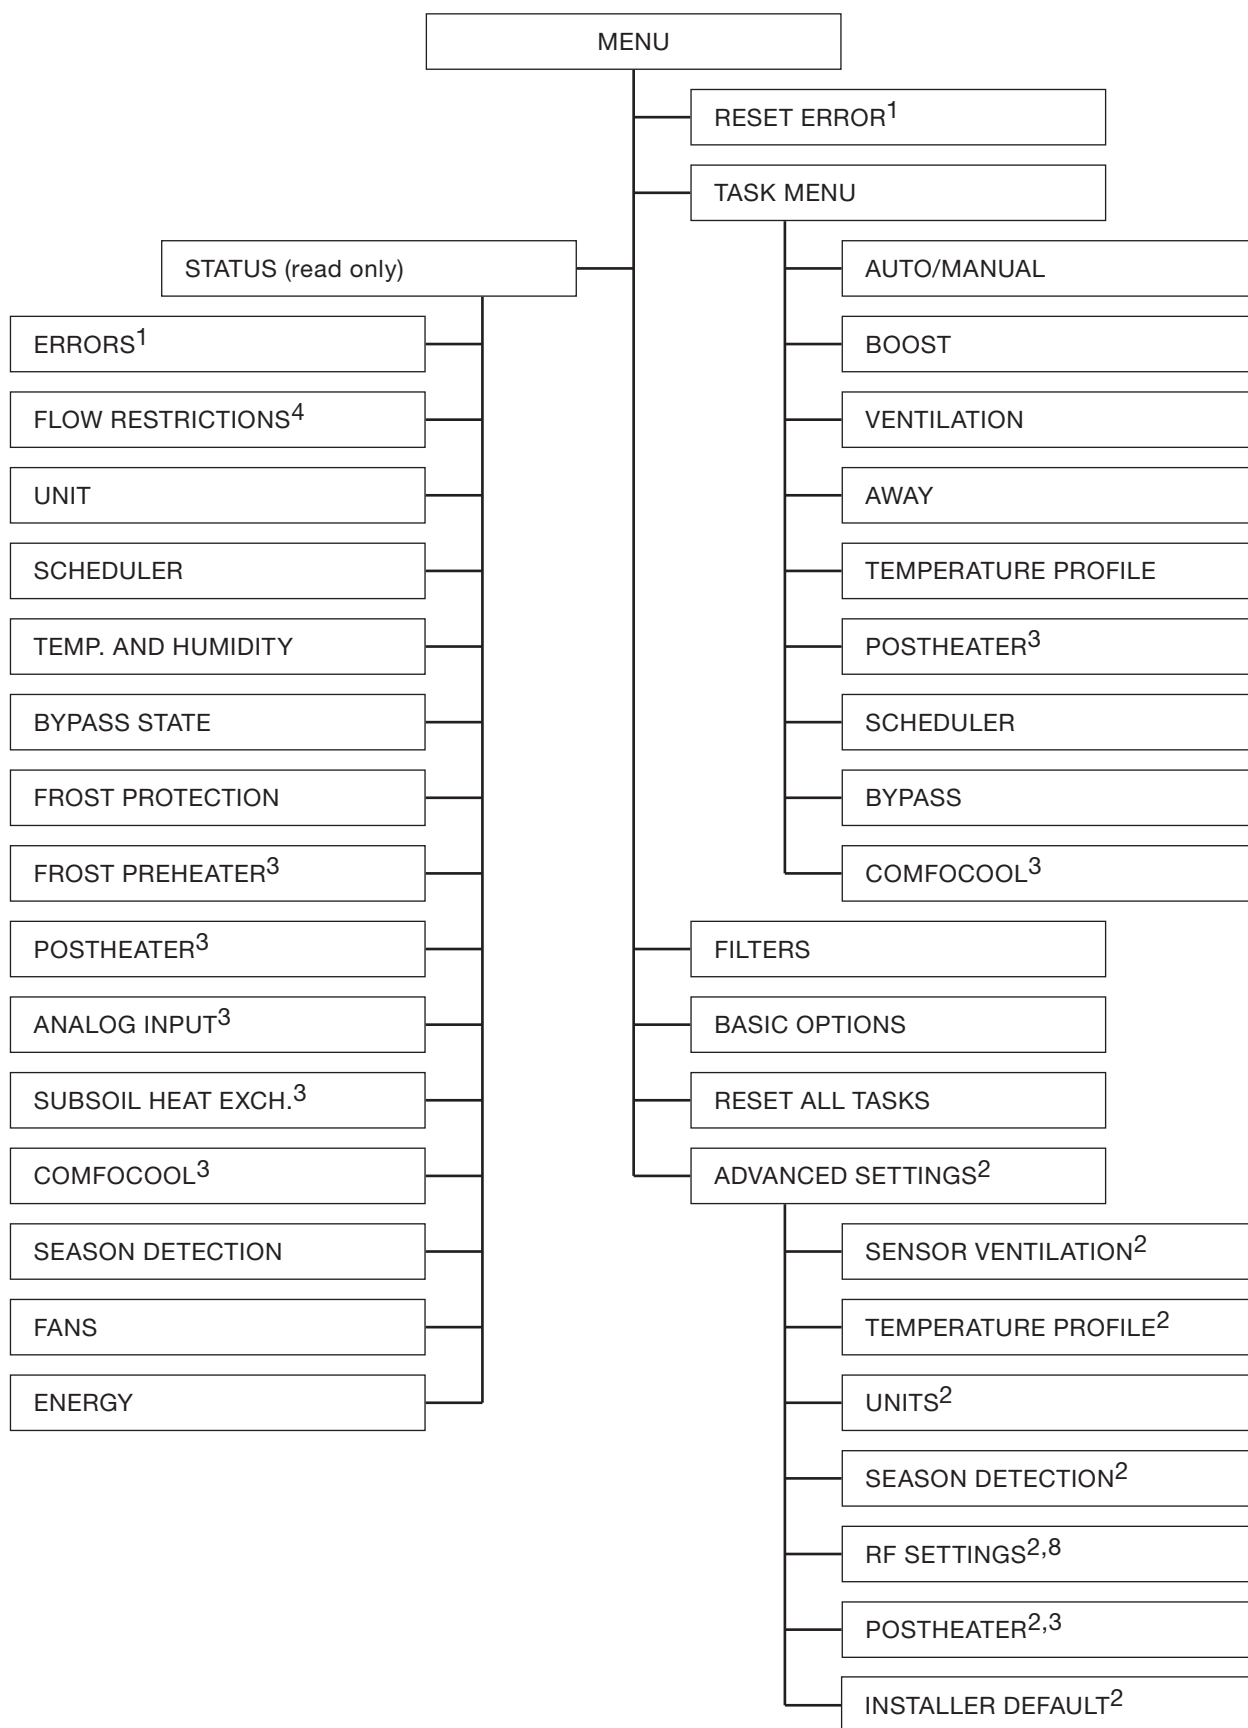 MENU
RESET ERROR1
TASK MENU
STATUS (read only)
AUTO/MANUAL
ERRORS1
BOOST
FLOW RESTRICTIONS4
VENTILATION
UNIT
AWAY
SCHEDULER
TEMPERATURE PROFILE
TEMP. AND HUMIDITY
POSTHEATER3
BYPASS STATE
SCHEDULER
FROST PROTECTION
BYPASS
FROST PREHEATER3
COMFOCOOL3
POSTHEATER3
FILTERS
ANALOG INPUT3
BASIC OPTIONS
SUBSOIL HEAT EXCH.3
RESET ALL TASKS
COMFOCOOL3
ADVANCED SETTINGS2
SEASON DETECTION
SENSOR VENTILATION2
FANS
TEMPERATURE PROFILE2
ENERGY
UNITS2
SEASON DETECTION2
RF SETTINGS2,8
POSTHEATER2,3
INSTALLER DEFAULT2